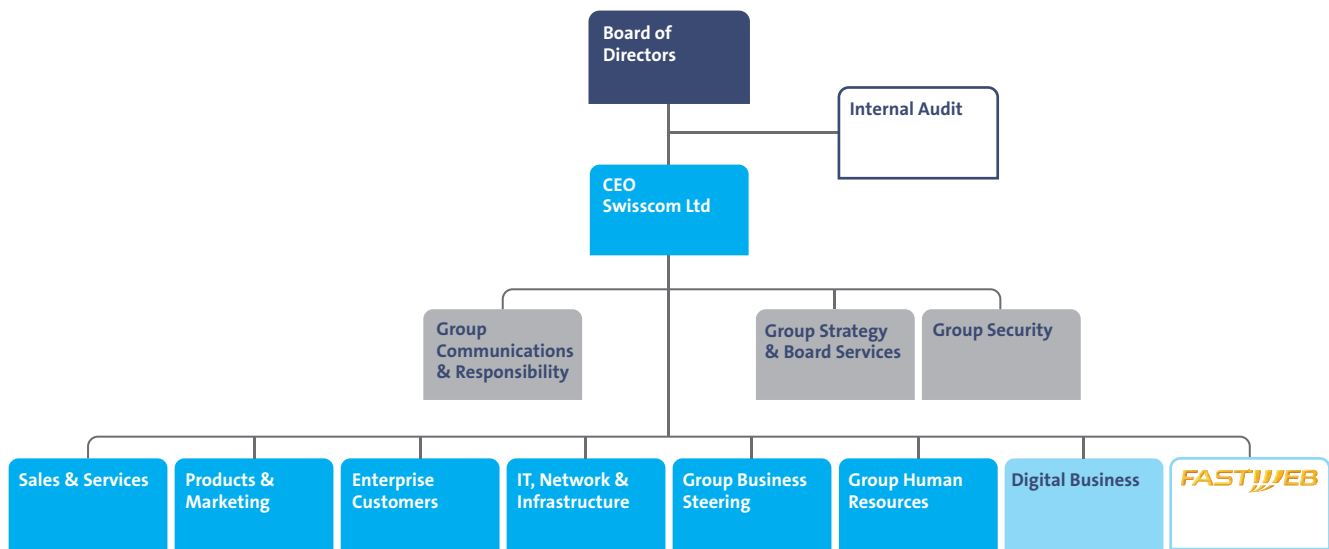 Board of
Directors
Internal Audit
CEO
Swisscom Ltd
Group
Communications
& Responsibility
Group Strategy
& Board Services
Group Security
Sales & Services
Products &
Marketing
Enterprise
Customers
IT, Network &
Infrastructure
Group Business
Steering
Group Human
Resources
Digital Business
FASTWEB